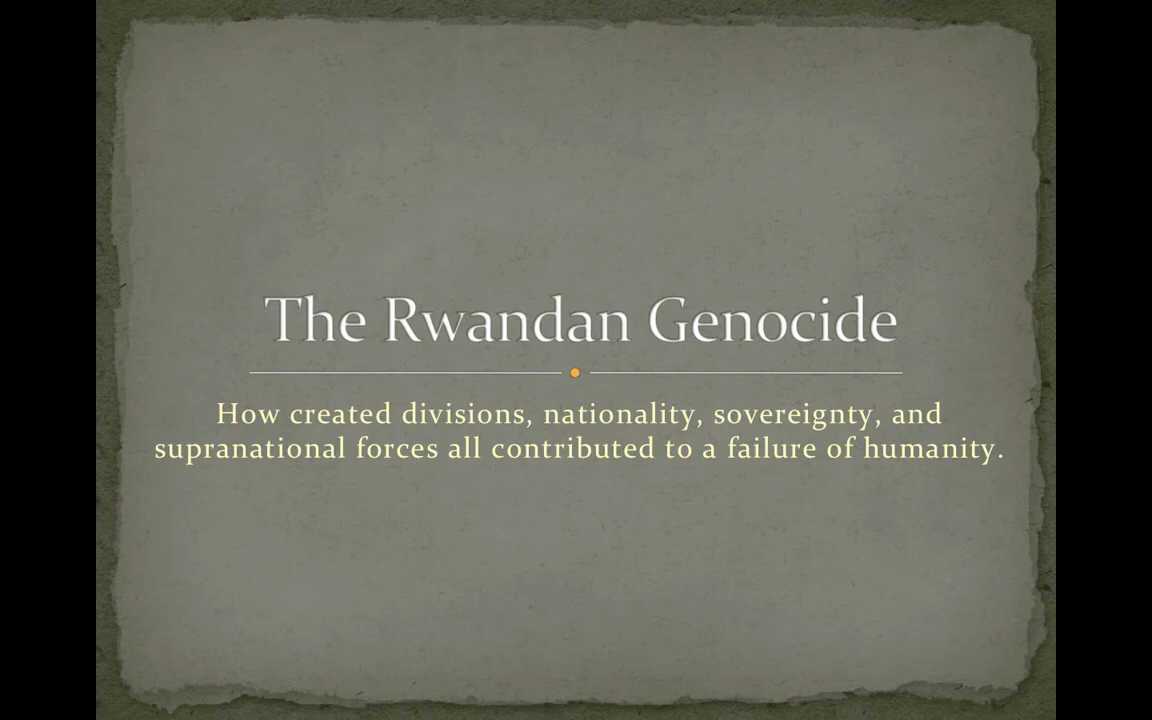 The Rwandan Genocide
How created divisions, nationality, sovereignty, and
supranational forces all contributed to a failure of humanity.